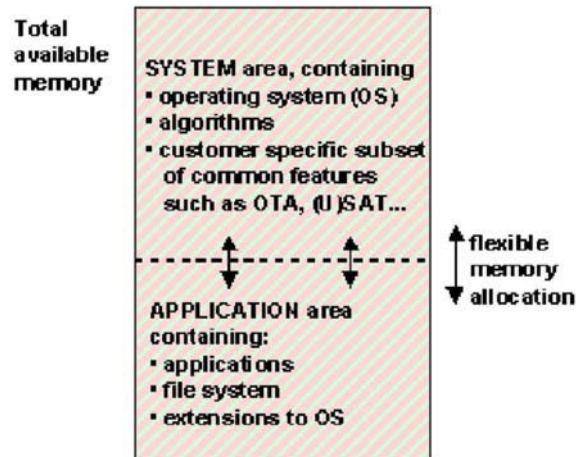 Total
available
memory
SYSTEM area, containing
▪ operating system (OS)
▪ algorithms
▪ customer specific subset
of common features
such as OTA, (U)SAT...
flexible
memory
allocation
APPLICATION area
containing:
▪ applications
▪ file system
▪ extensions to OS